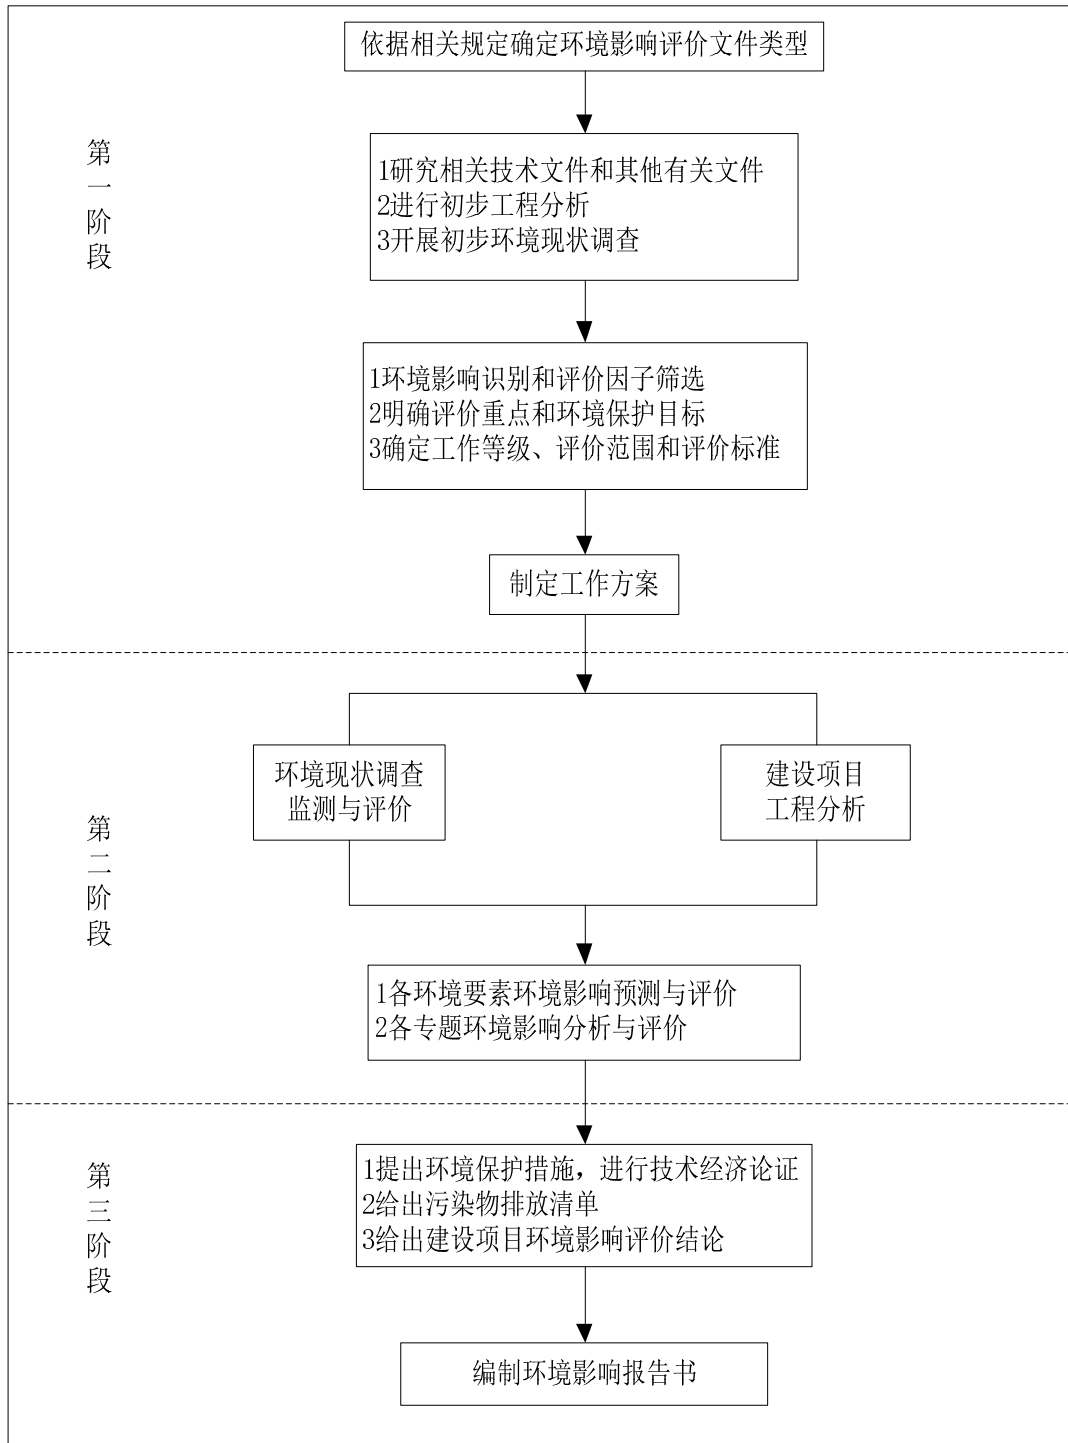 依据相关规定确定环境影响评价文件类型
第一阶段
1研究相关技术文件和其他有关文件
2进行初步工程分析
3开展初步环境现状调查
1环境影响识别和评价因子筛选
2明确评价重点和环境保护目标
3确定工作等级、评价范围和评价标准
制定工作方案
第二阶段
环境现状调查
监测与评价
建设项目
工程分析
1各环境要素环境影响预测与评价
2各专题环境影响分析与评价
第三阶段
1提出环境保护措施，进行技术经济论证
2给出污染物排放清单
3给出建设项目环境影响评价结论
编制环境影响报告书